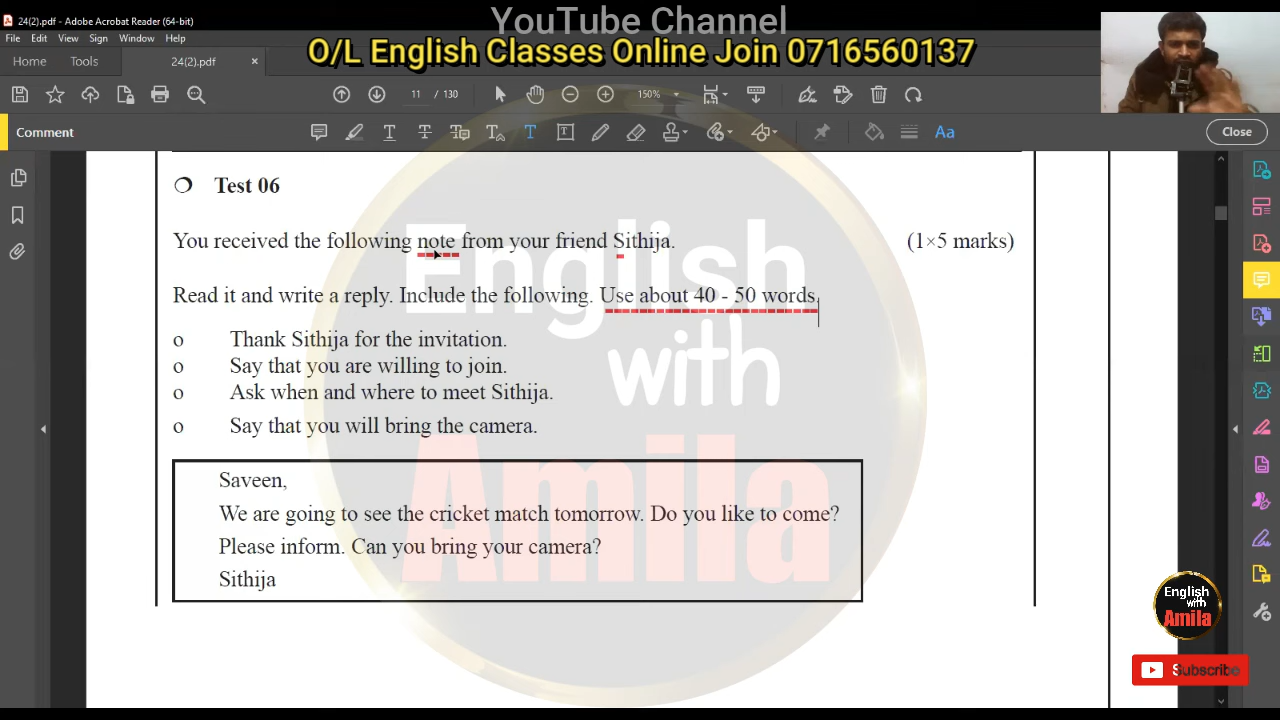 YouTube Channel
24(2).pdf - Adobe Acrobat Reader (64-bit)
O/L English Classes Online Join 0716560137
File Edit View Sign Window Help
Home Tools 24(2).pdf ×
11 / 130 150%
Comment Close
Test 06
You received the following note from your friend Sithija. (1×5 marks)
Read it and write a reply. Include the following. Use about 40 - 50 words.
o Thank Sithija for the invitation.
o Say that you are willing to join.
o Ask when and where to meet Sithija.
o Say that you will bring the camera.
Saveen,
We are going to see the cricket match tomorrow. Do you like to come?
Please inform. Can you bring your camera?
Sithija
English
with
Amila
English
with
Amila
Subscribe